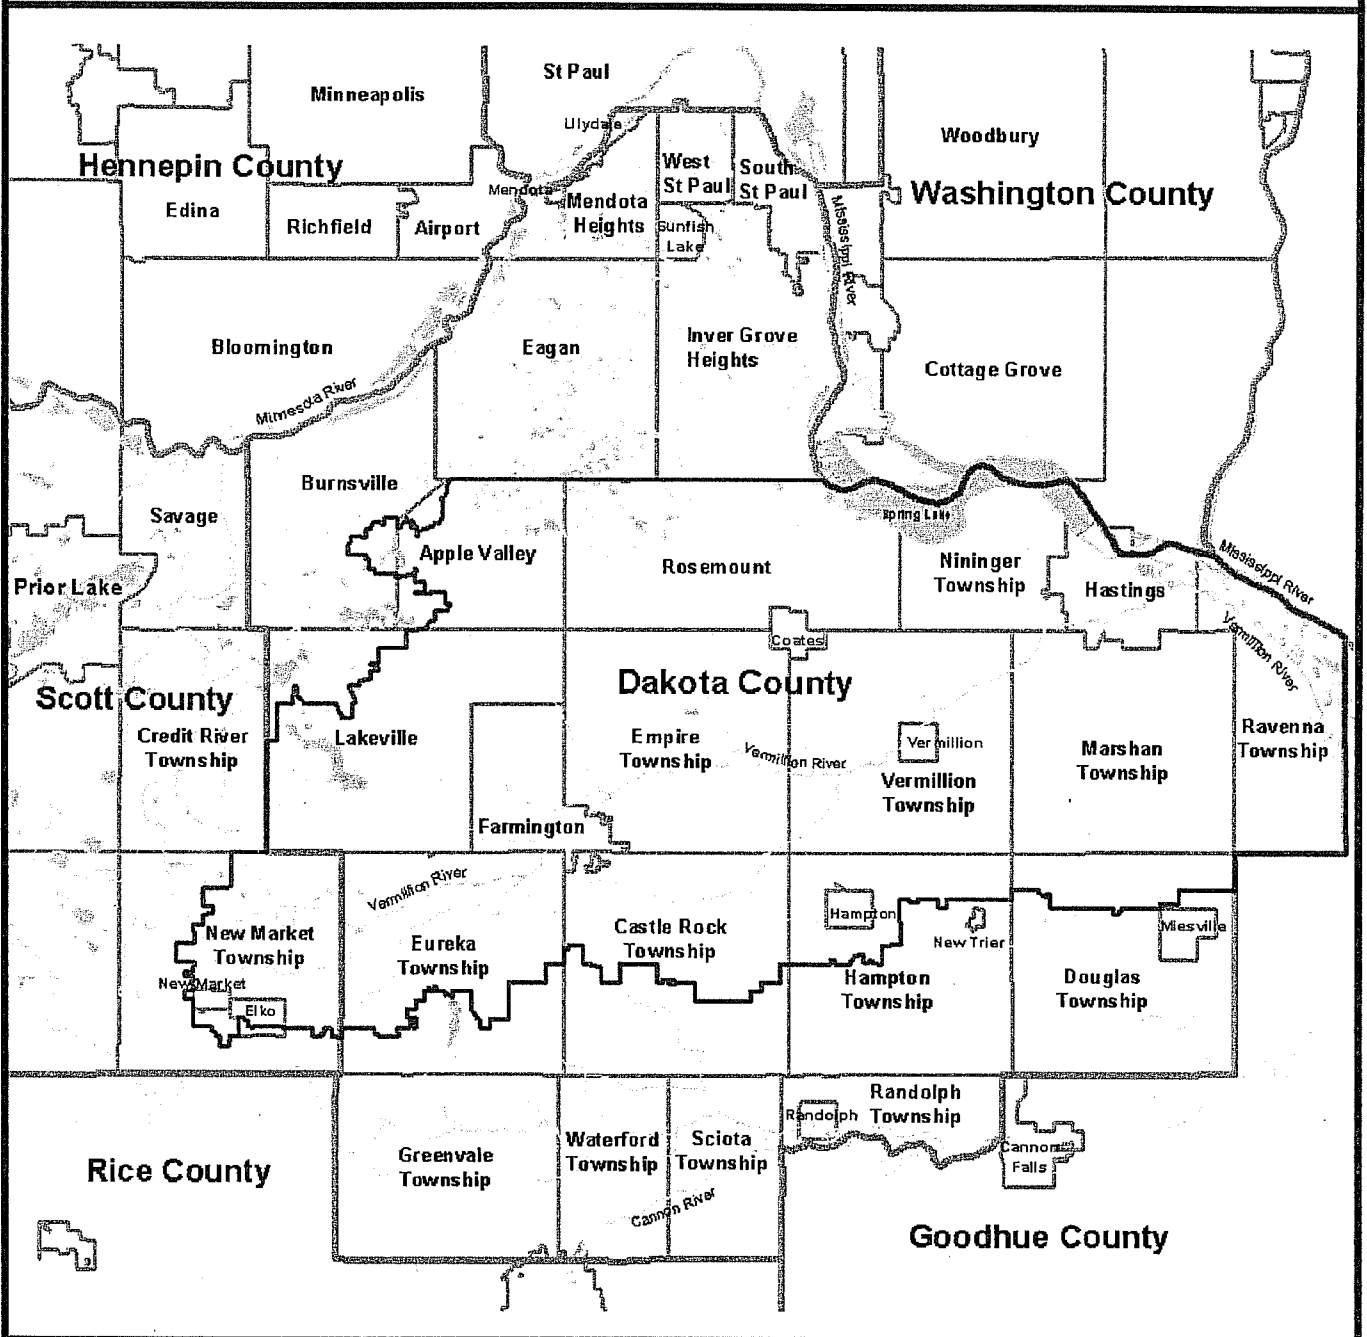 St Paul
Minneapolis
Lilydale
Woodbury
Hennepin County
West
St Paul
South
St Paul
Mendota
Washington County
Edina
Mendota
Heights
Richfield
Airport
Sunfish
Lake
Mississippi River
Bloomington
Eagan
Inver Grove
Heights
Cottage Grove
Minnesota River
Burnsville
Savage
Spring Lake
Apple Valley
Rosemount
Nininger
Township
Hastings
Mississippi River
Prior Lake
Coates
Vermillion River
Scott County
Dakota County
Credit River
Township
Lakeville
Empire
Township
Vermillion River
Vermillion
Vermillion
Township
Marshan
Township
Ravenna
Township
Farmington
Vermillion River
New Market
Township
Eureka
Township
Castle Rock
Township
Hampton
New Trier
Miesville
New Market
Elko
Hampton
Township
Douglas
Township
Randolph
Township
Randolph
Rice County
Greenvale
Township
Waterford
Township
Sciota
Township
Cannon
Falls
Cannon River
Goodhue County